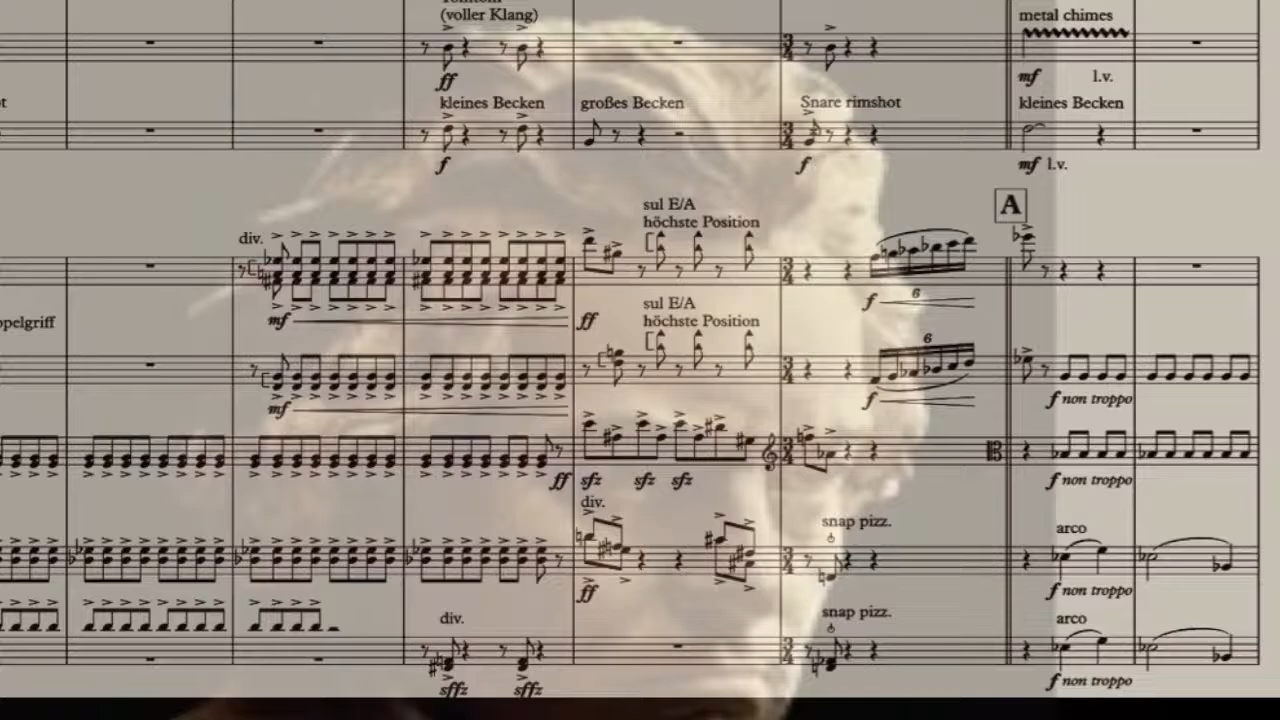 (voller Klang)
metal chimes
ff
mf l.v.
kleines Becken großes Becken Snare rimshot kleines Becken
f f mf l.v.
A
sul E/A
höchste Position
div.
mf ff f 6
sul E/A
höchste Position
6
mf f f non troppo
ff sfz sfz sfz f non troppo
div.
snap pizz. arco
ff f non troppo
div. snap pizz. arco
sffz sffz f non troppo